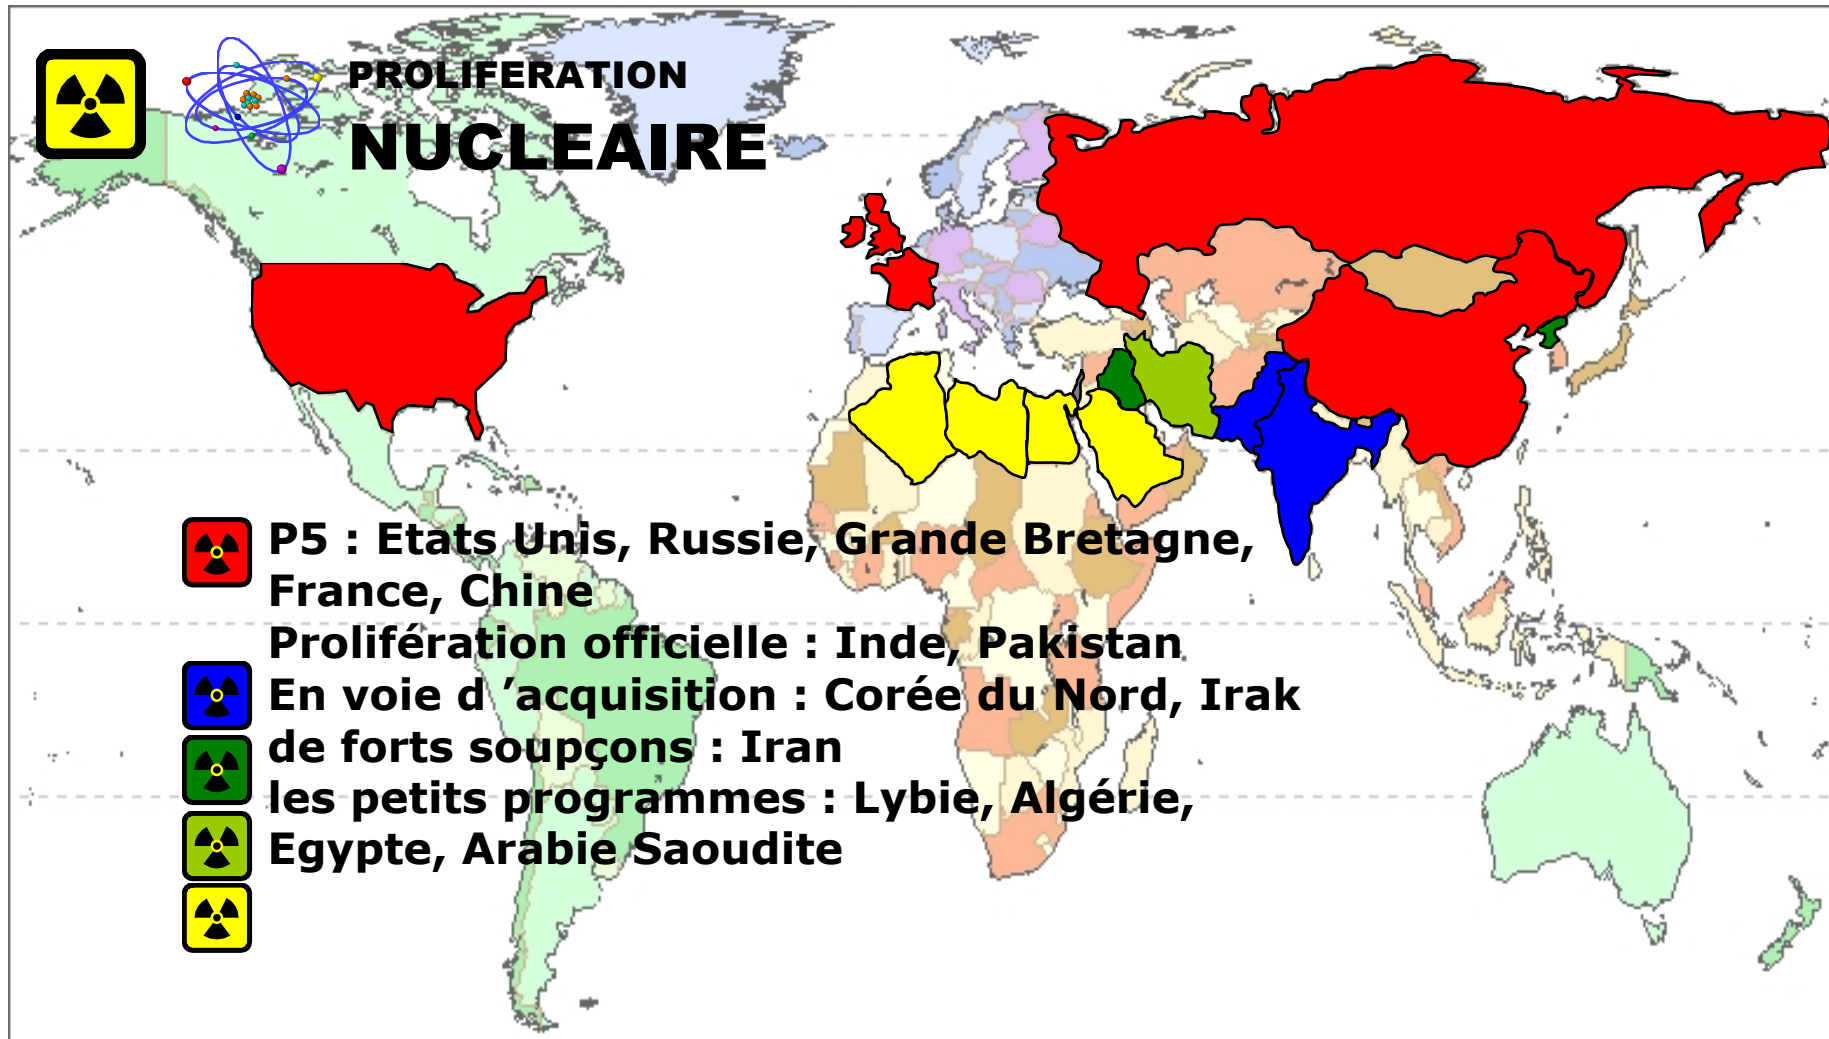 PROLIFERATION
NUCLEAIRE
P5 : Etats Unis, Russie, Grande Bretagne,
France, Chine
Prolifération officielle : Inde, Pakistan
En voie d ’acquisition : Corée du Nord, Irak
de forts soupçons : Iran
les petits programmes : Lybie, Algérie,
Egypte, Arabie Saoudite